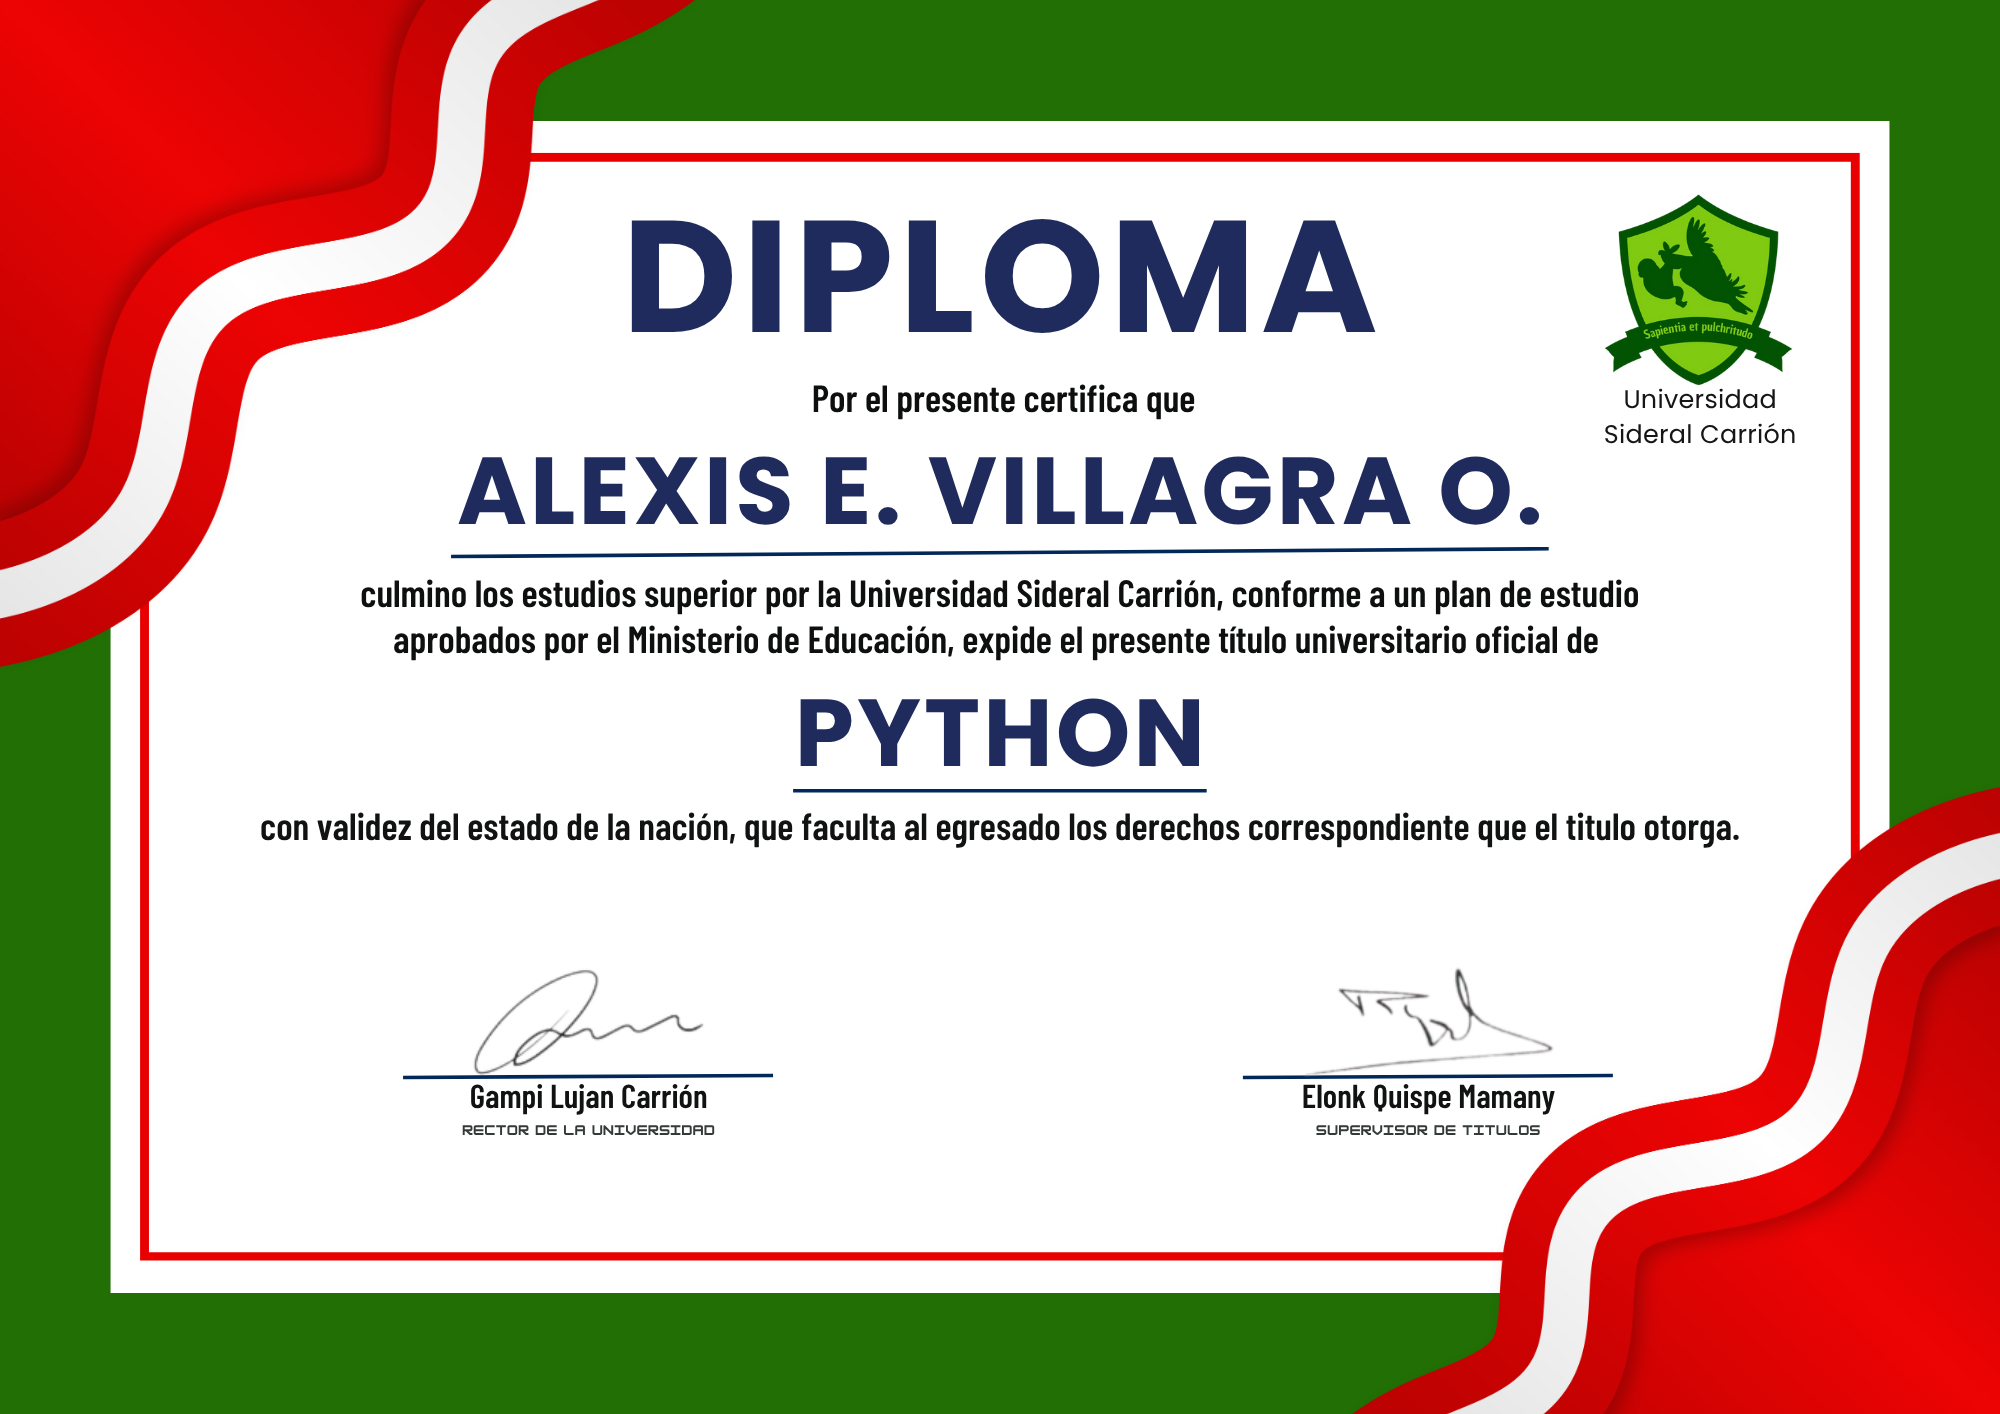 DIPLOMA
Sapientia et pulchritudo
Universidad
Sideral Carrión
Por el presente certifica que
ALEXIS E. VILLAGRA O.
culmino los estudios superior por la Universidad Sideral Carrión, conforme a un plan de estudio
aprobados por el Ministerio de Educación, expide el presente título universitario oficial de
PYTHON
con validez del estado de la nación, que faculta al egresado los derechos correspondiente que el titulo otorga.
Gampi Lujan Carrión
RECTOR DE LA UNIVERSIDAD
Elonk Quispe Mamany
SUPERVISOR DE TITULOS